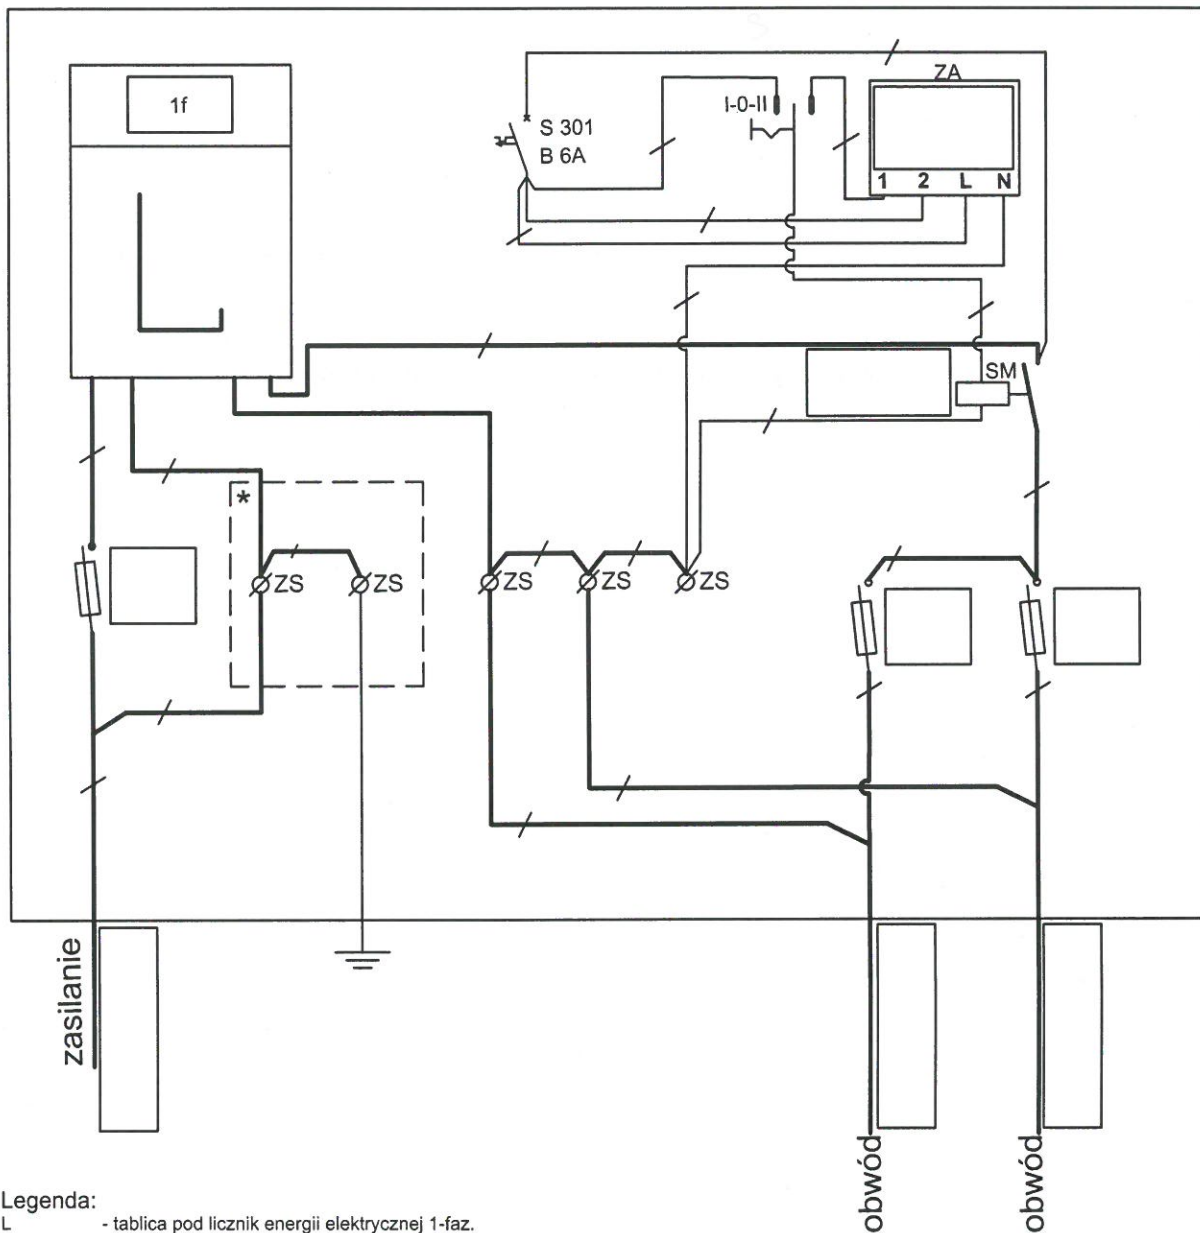 1f
ZA
I-0-II
S 301
B 6A
1 2 L N
SM
*
ZS
ZS
ZS
ZS
ZS
zasilanie
obwód
obwód
Legenda:
L - tablica pod licznik energii elektrycznej 1-faz.